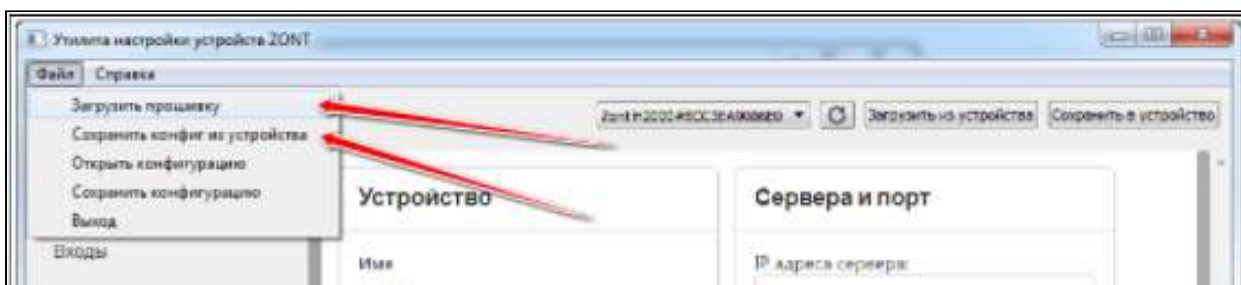 Утилита настройки устройств ZONT
Файл Справка
Загрузить прошивку
Сохранить конфиг из устройства
Открыть конфигурацию
Сохранить конфигурацию
Выход
Загрузить из устройства Сохранить в устройство
Устройство
Сервера и порт
Входы
Имя
IP адреса сервера: